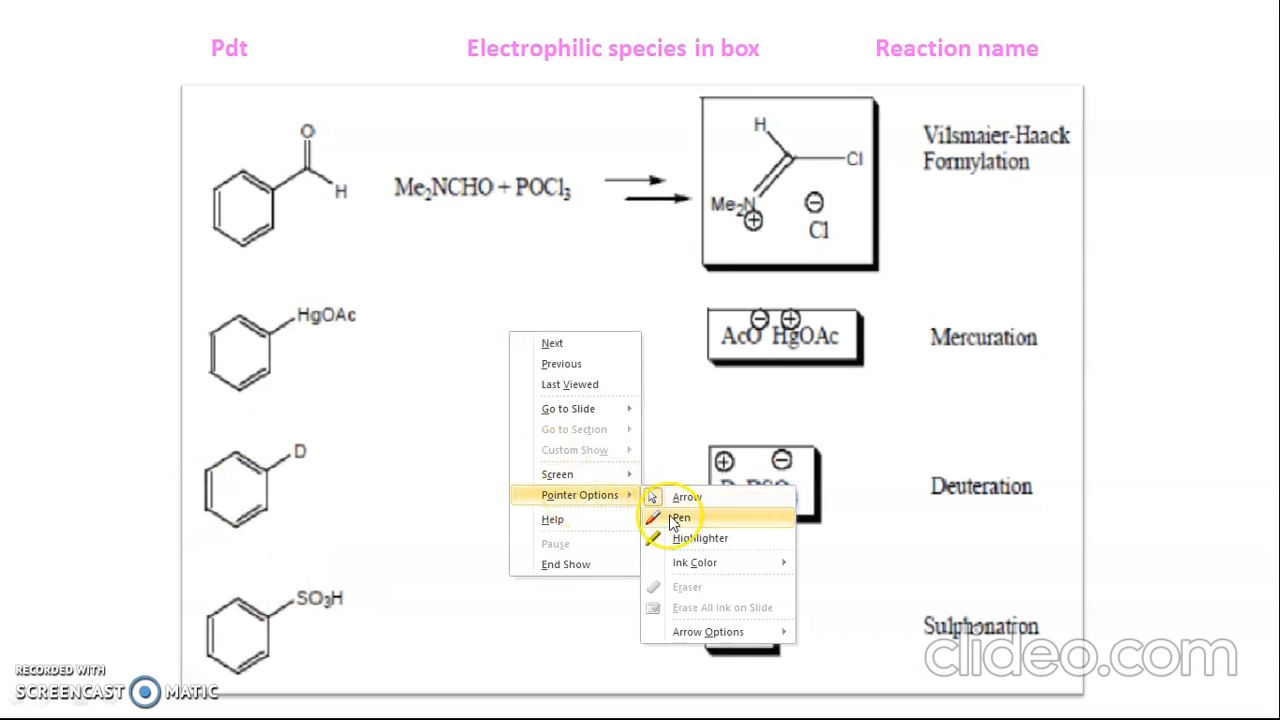 Pdt Electrophilic species in box Reaction name
O
H
Me₂NCHO + POCl₃
H
Cl
Me₂N
⊕
⊖
Cl
Vilsmaier-Haack
Formylation
HgOAc
⊖ ⊕
AcO HgOAc
Mercuration
D
⊕ ⊖
Deuteration
SO₃H
Sulphonation
Next
Previous
Last Viewed
Go to Slide
Go to Section
Custom Show
Screen
Pointer Options
Help
Pause
End Show
Arrow
Pen
Highlighter
Ink Color
Eraser
Erase All Ink on Slide
Arrow Options
RECORDED WITH
SCREENCAST MATIC
clideo.com